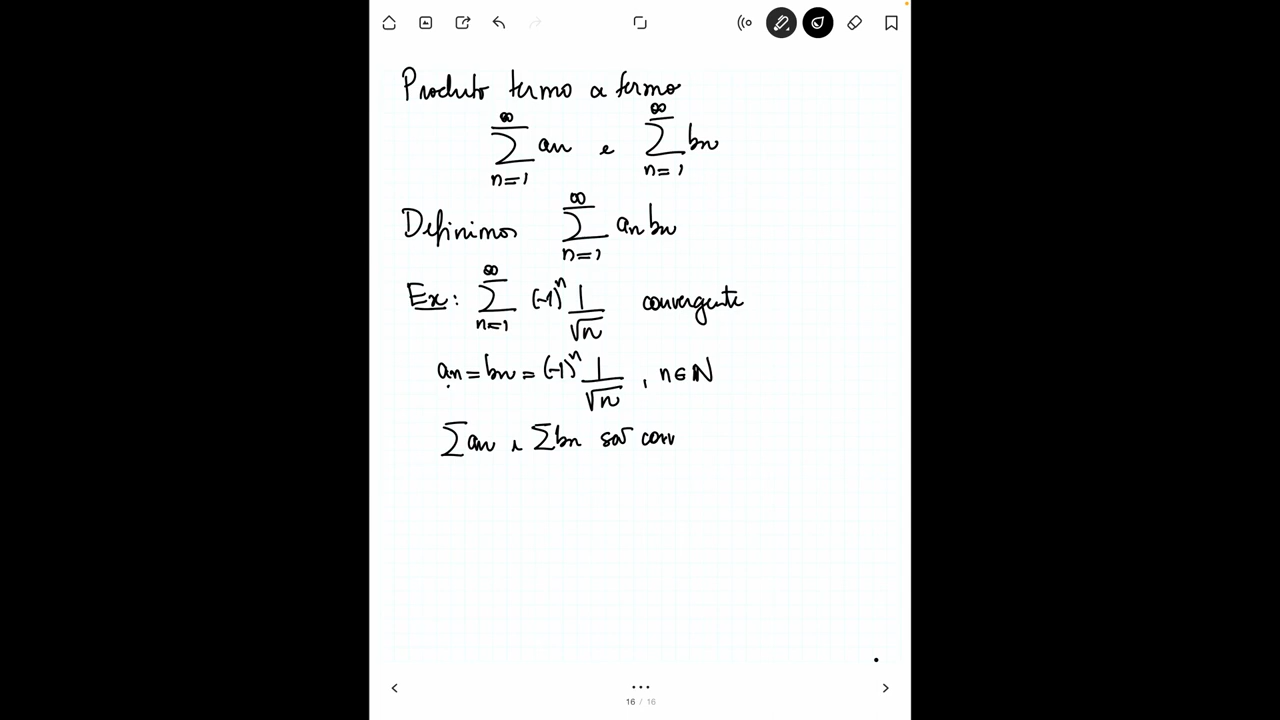 Produto termo a termo
∞ ∑ n=1 an e ∞ ∑ n=1 bn
Definimos ∞ ∑ n=1 an bn
Ex: ∞ ∑ n=1 (-1)^n 1/√n convergente
an = bn = (-1)^n 1/√n , n ∈ ℕ
∑ an e ∑ bn são conv
16 / 16